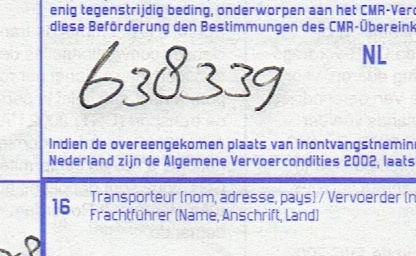 enig tegenstrijdig beding, onderworpen aan het CMR-Verd
diese Beförderung den Bestimmungen des CMR-Übereink
NL
638339
Indien de overeengekomen plaats van inontvangstnemin
Nederland zijn de Algemene Vervoercondities 2002, laats
16 Transporteur (nom, adresse, pays) / Vervoerder (n
Frachtführer (Name, Anschrift, Land)